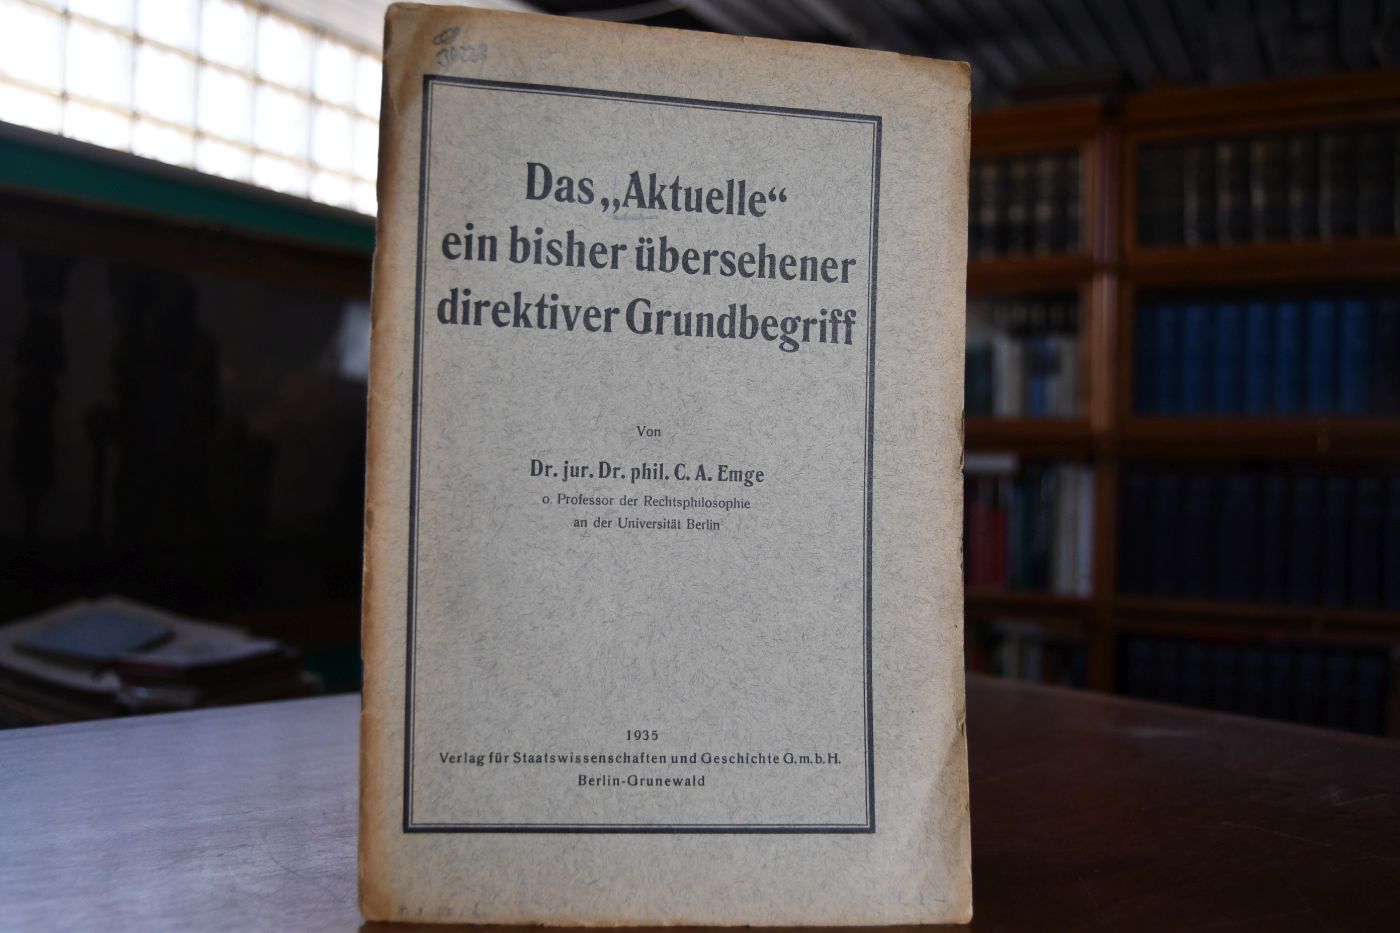 Das „Aktuelle“
ein bisher übersehener
direktiver Grundbegriff
Von
Dr. jur. Dr. phil. C. A. Emge
o. Professor der Rechtsphilosophie
an der Universität Berlin
1935
Verlag für Staatswissenschaften und Geschichte G.m.b.H.
Berlin-Grunewald